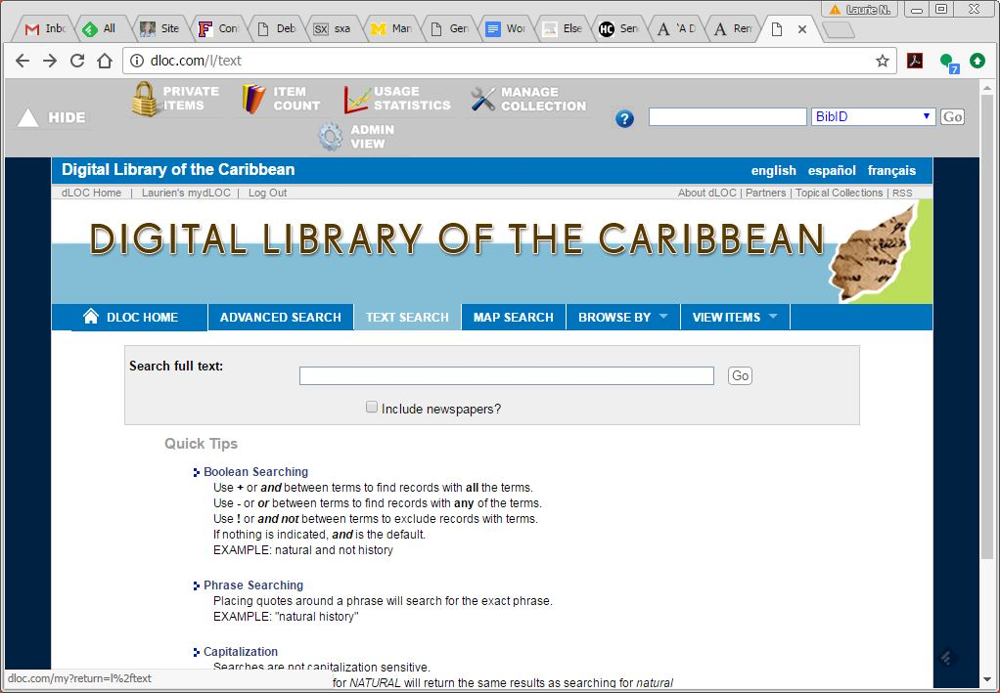 Laurie N.
Inbo
All
Site
Con
Deb
sxa
Mar
Ger
Wor
Else
HC
Sen
A
'A D
A
Ren
dloc.com/l/text
7
HIDE
PRIVATE ITEMS
ITEM COUNT
USAGE STATISTICS
MANAGE COLLECTION
ADMIN VIEW
?
BibID
Go
Digital Library of the Caribbean
english español français
dLOC Home | Laurien's myDLOC | Log Out
About dLOC | Partners | Topical Collections | RSS
DIGITAL LIBRARY OF THE CARIBBEAN
DLOC HOME ADVANCED SEARCH TEXT SEARCH MAP SEARCH BROWSE BY VIEW ITEMS
Search full text:
Go
Include newspapers?
Quick Tips
Boolean Searching
Use + or and between terms to find records with all the terms.
Use - or or between terms to find records with any of the terms.
Use ! or and not between terms to exclude records with terms.
If nothing is indicated, and is the default.
EXAMPLE: natural and not history
Phrase Searching
Placing quotes around a phrase will search for the exact phrase.
EXAMPLE: "natural history"
Capitalization
Searches are not capitalization sensitive.
for NATURAL will return the same results as searching for natural
dloc.com/my?return=l%2ftext